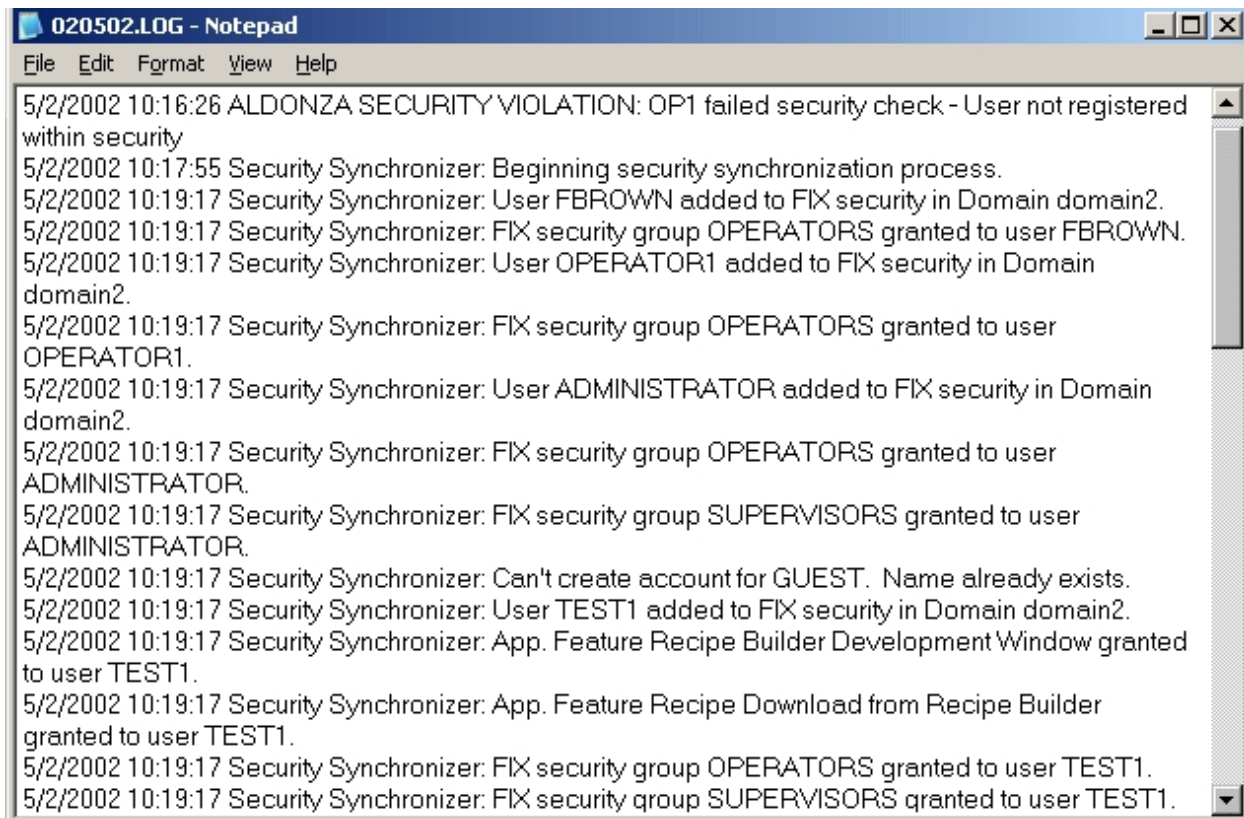 020502.LOG - Notepad
File Edit Format View Help
5/2/2002 10:16:26 ALDONZA SECURITY VIOLATION: OP1 failed security check - User not registered
within security
5/2/2002 10:17:55 Security Synchronizer: Beginning security synchronization process.
5/2/2002 10:19:17 Security Synchronizer: User FBROWN added to FIX security in Domain domain2.
5/2/2002 10:19:17 Security Synchronizer: FIX security group OPERATORS granted to user FBROWN.
5/2/2002 10:19:17 Security Synchronizer: User OPERATOR1 added to FIX security in Domain
domain2.
5/2/2002 10:19:17 Security Synchronizer: FIX security group OPERATORS granted to user
OPERATOR1.
5/2/2002 10:19:17 Security Synchronizer: User ADMINISTRATOR added to FIX security in Domain
domain2.
5/2/2002 10:19:17 Security Synchronizer: FIX security group OPERATORS granted to user
ADMINISTRATOR.
5/2/2002 10:19:17 Security Synchronizer: FIX security group SUPERVISORS granted to user
ADMINISTRATOR.
5/2/2002 10:19:17 Security Synchronizer: Can't create account for GUEST.  Name already exists.
5/2/2002 10:19:17 Security Synchronizer: User TEST1 added to FIX security in Domain domain2.
5/2/2002 10:19:17 Security Synchronizer: App. Feature Recipe Builder Development Window granted
to user TEST1.
5/2/2002 10:19:17 Security Synchronizer: App. Feature Recipe Download from Recipe Builder
granted to user TEST1.
5/2/2002 10:19:17 Security Synchronizer: FIX security group OPERATORS granted to user TEST1.
5/2/2002 10:19:17 Security Synchronizer: FIX security group SUPERVISORS granted to user TEST1.